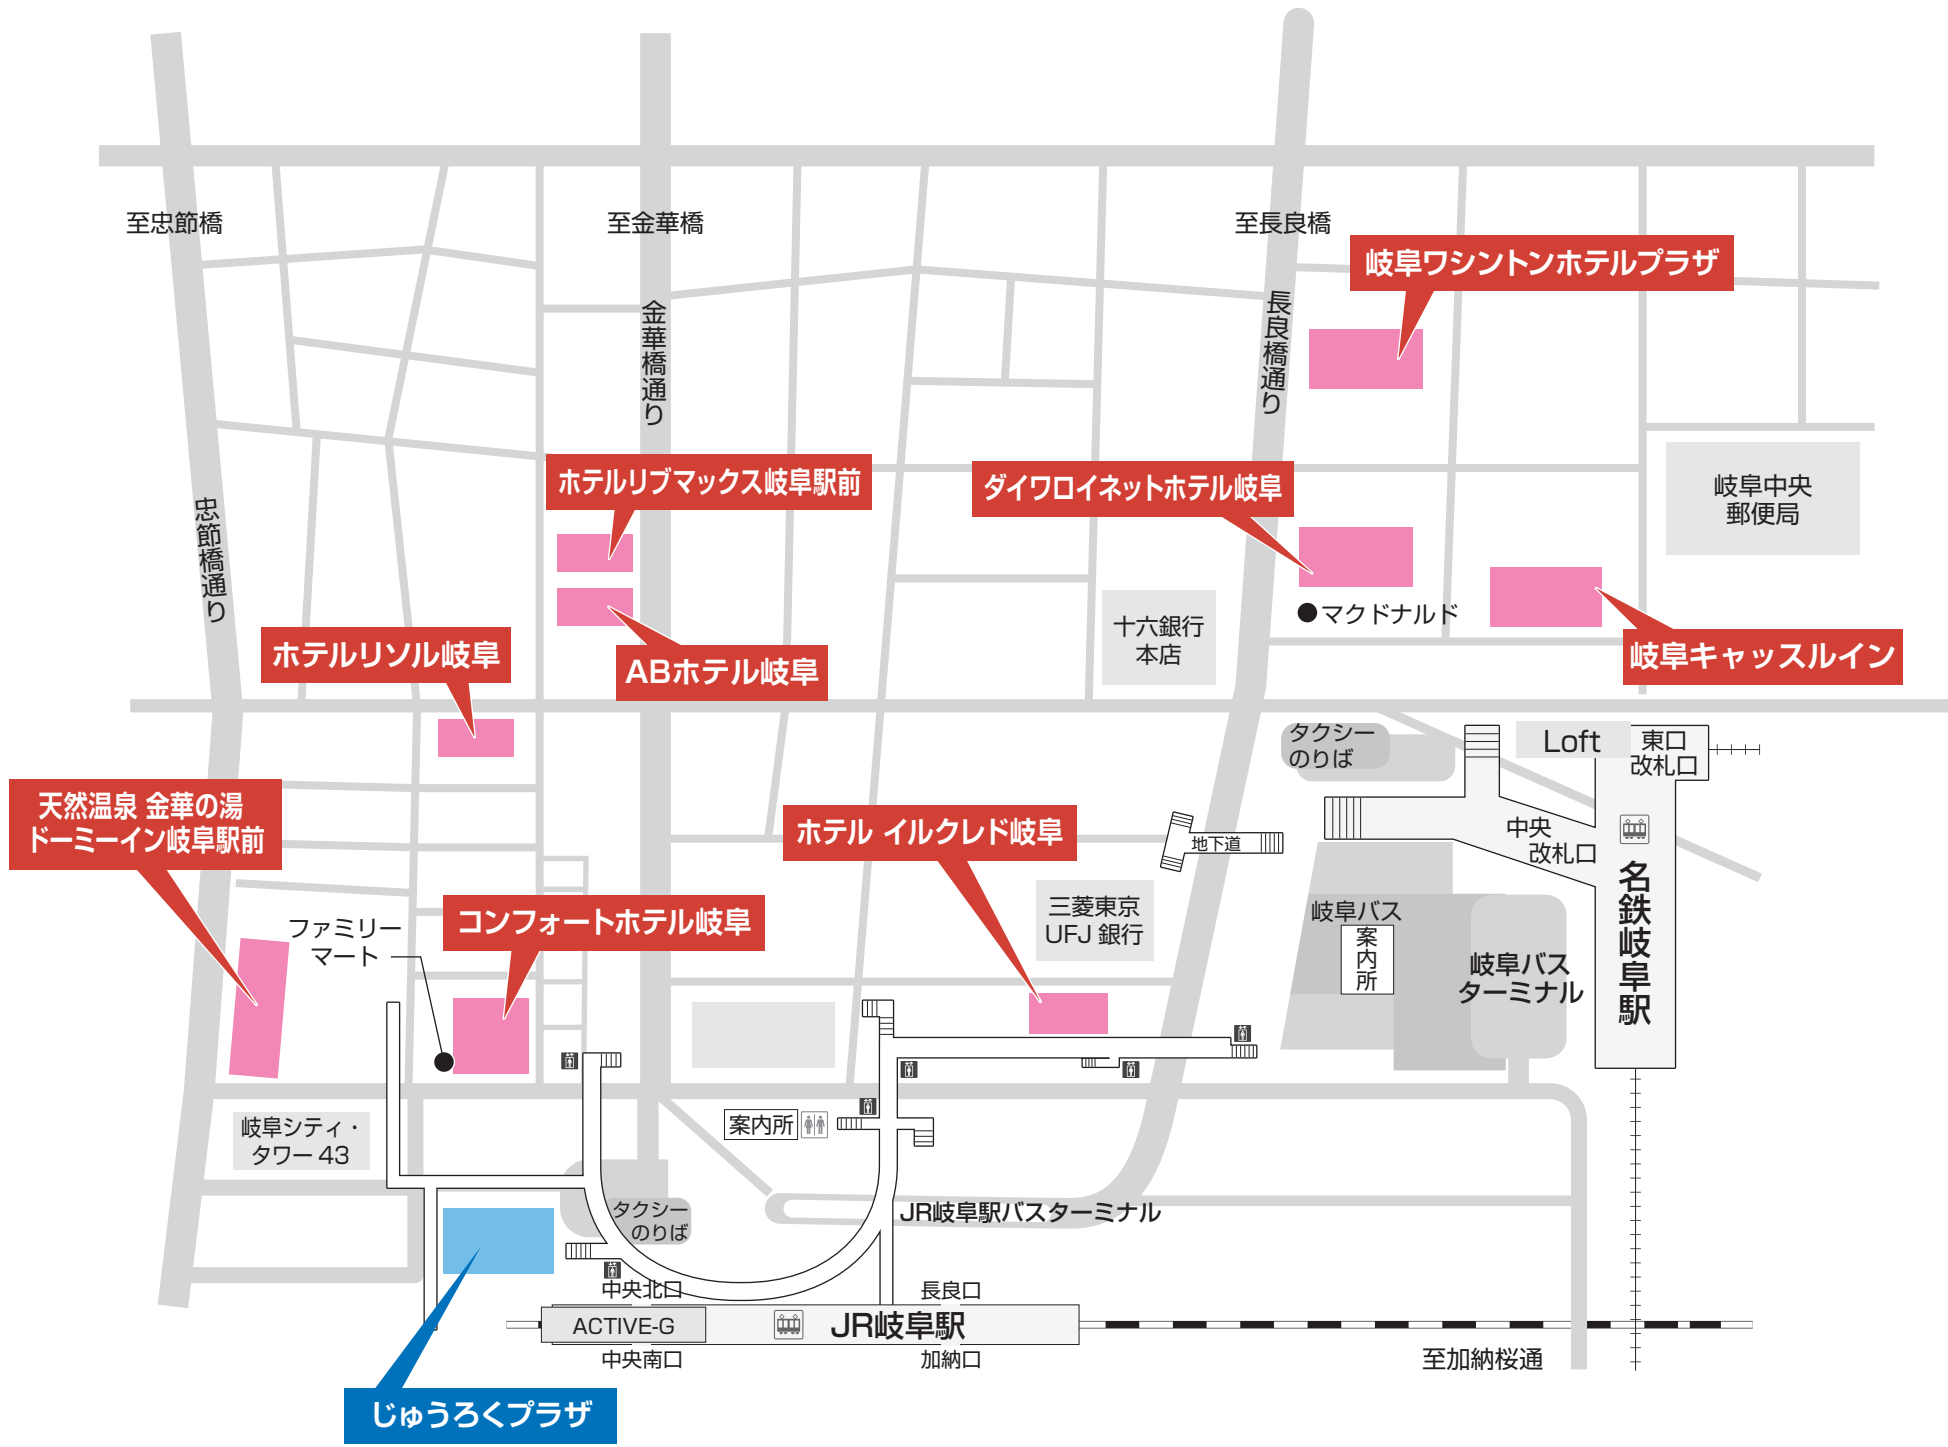 至忠節橋
至金華橋
至長良橋
岐阜ワシントンホテルプラザ
金華橋通り
長良橋通り
ホテルリブマックス岐阜駅前
ダイワロイネットホテル岐阜
岐阜中央
郵便局
忠節橋通り
マクドナルド
十六銀行
本店
ホテルリソル岐阜
ABホテル岐阜
岐阜キャッスルイン
タクシー
のりば
Loft
東口
改札口
天然温泉 金華の湯
ドーミーイン岐阜駅前
ホテル イルクレド岐阜
地下道
中央
改札口
名鉄岐阜駅
ファミリー
マート
コンフォートホテル岐阜
三菱東京
UFJ 銀行
岐阜バス
案内所
岐阜バス
ターミナル
岐阜シティ・
タワー 43
案内所
タクシー
のりば
JR岐阜駅バスターミナル
中央北口
長良口
ACTIVE-G
JR岐阜駅
中央南口
加納口
至加納桜通
じゅうろくプラザ